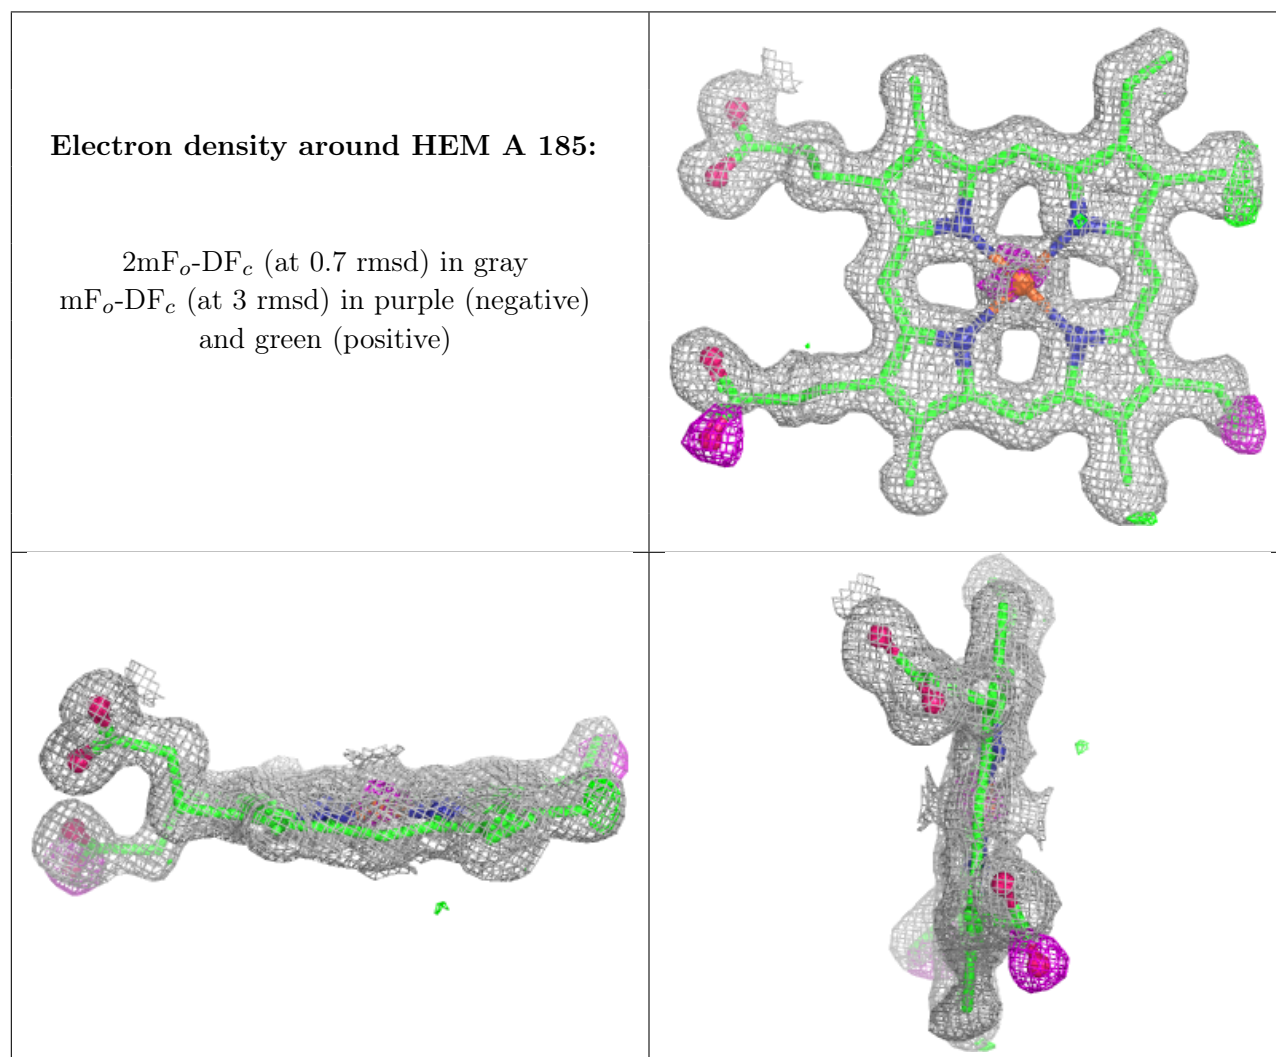 Electron density around HEM A 185:
2mFo-DFc (at 0.7 rmsd) in gray
mFo-DFc (at 3 rmsd) in purple (negative)
and green (positive)